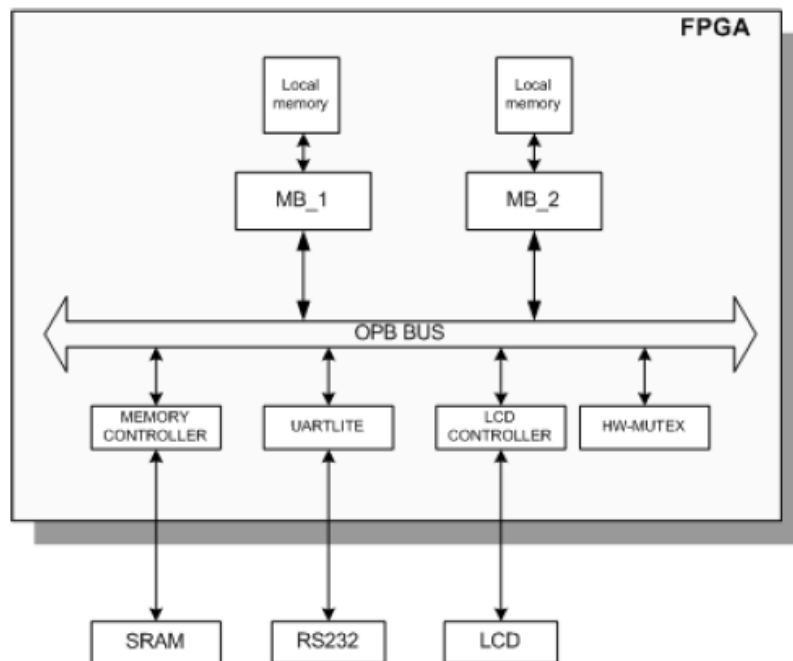 FPGA
Local
memory
Local
memory
MB_1
MB_2
OPB BUS
MEMORY
CONTROLLER
UARTLITE
LCD
CONTROLLER
HW-MUTEX
SRAM
RS232
LCD